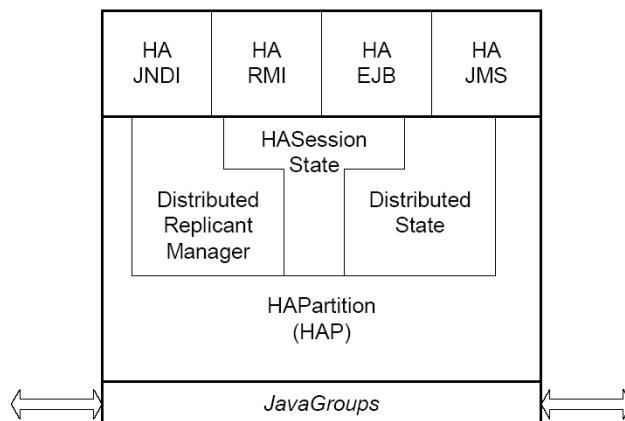 HA
JNDI
HA
RMI
HA
EJB
HA
JMS
HASession
State
Distributed
Replicant
Manager
Distributed
State
HAPartition
(HAP)
JavaGroups